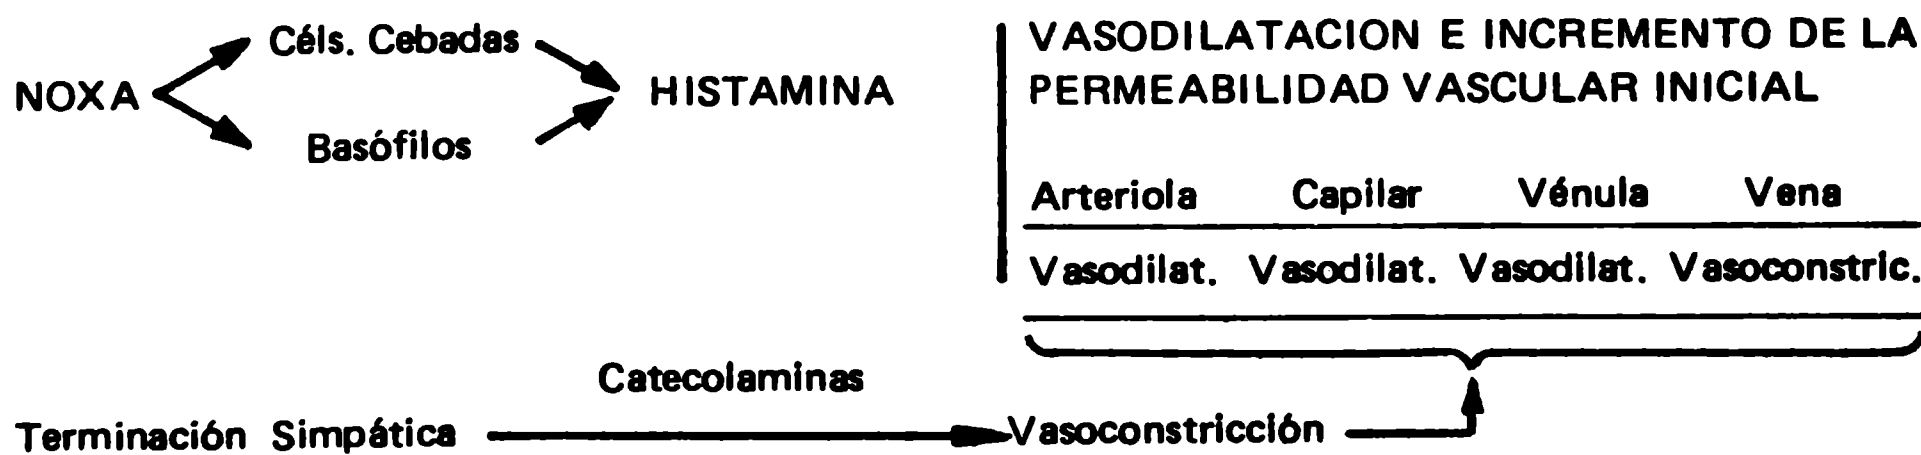 Céls. Cebadas
NOXA
HISTAMINA
Basófilos
VASODILATACION E INCREMENTO DE LA
PERMEABILIDAD VASCULAR INICIAL
Arteriola Capilar Vénula Vena
Vasodilat. Vasodilat. Vasodilat. Vasoconstric.
Catecolaminas
Terminación Simpática Vasoconstricción